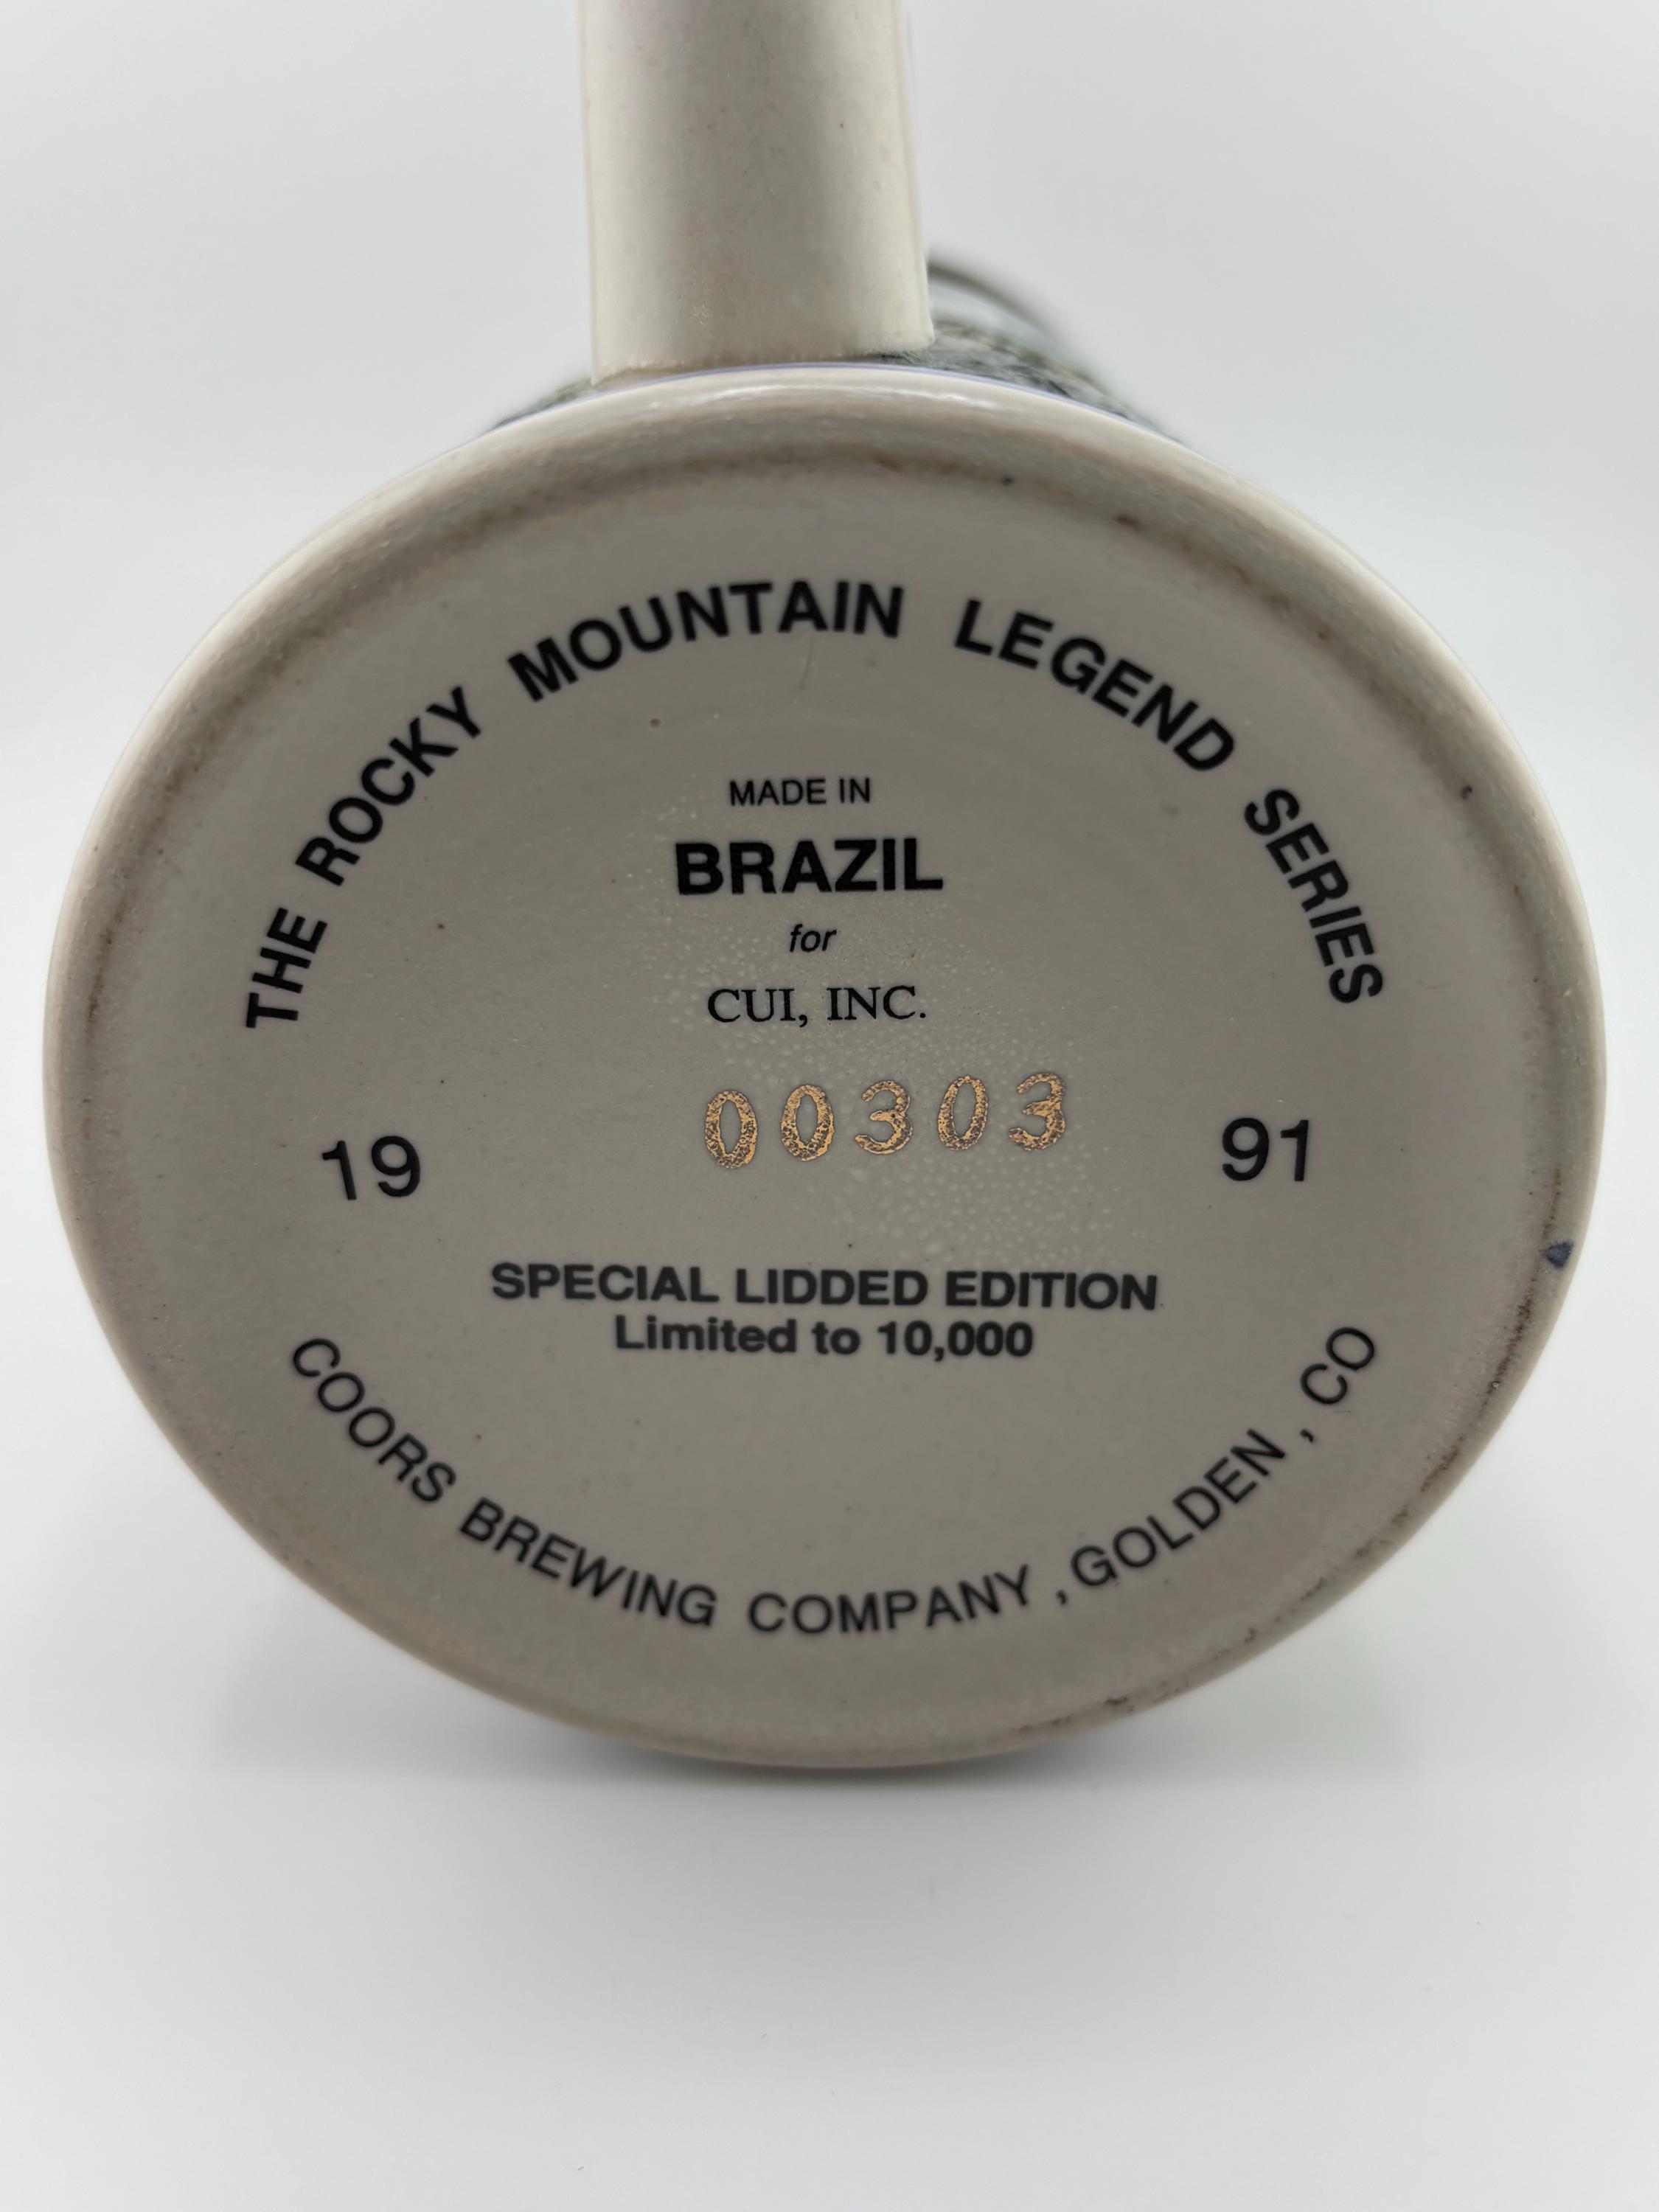 THE ROCKY MOUNTAIN LEGEND SERIES
MADE IN
BRAZIL
for
CUI, INC.
00303
19 91
SPECIAL LIDDED EDITION
Limited to 10,000
COORS BREWING COMPANY, GOLDEN, CO